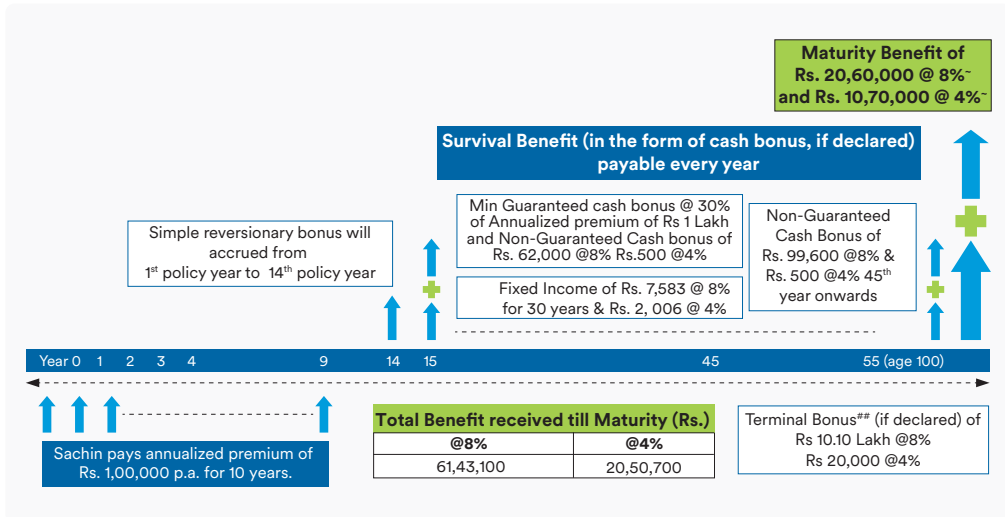 Maturity Benefit of
Rs. 20,60,000 @ 8%~
and Rs. 10,70,000 @ 4%~
Survival Benefit (in the form of cash bonus, if declared)
payable every year
Simple reversionary bonus will
accrued from
1st policy year to 14th policy year
Min Guaranteed cash bonus @ 30%
of Annualized premium of Rs 1 Lakh
and Non-Guaranteed Cash bonus of
Rs. 62,000 @8% Rs.500 @4%
Fixed Income of Rs. 7,583 @ 8%
for 30 years & Rs. 2, 006 @ 4%
Non-Guaranteed
Cash Bonus of
Rs. 99,600 @8% &
Rs. 500 @4% 45th
year onwards
Year 0 1 2 3 4 9 14 15 45 55 (age 100)
Sachin pays annualized premium of
Rs. 1,00,000 p.a. for 10 years.
Total Benefit received till Maturity (Rs.)
@8% @4%
61,43,100 20,50,700
Terminal Bonus## (if declared) of
Rs 10.10 Lakh @8%
Rs 20,000 @4%